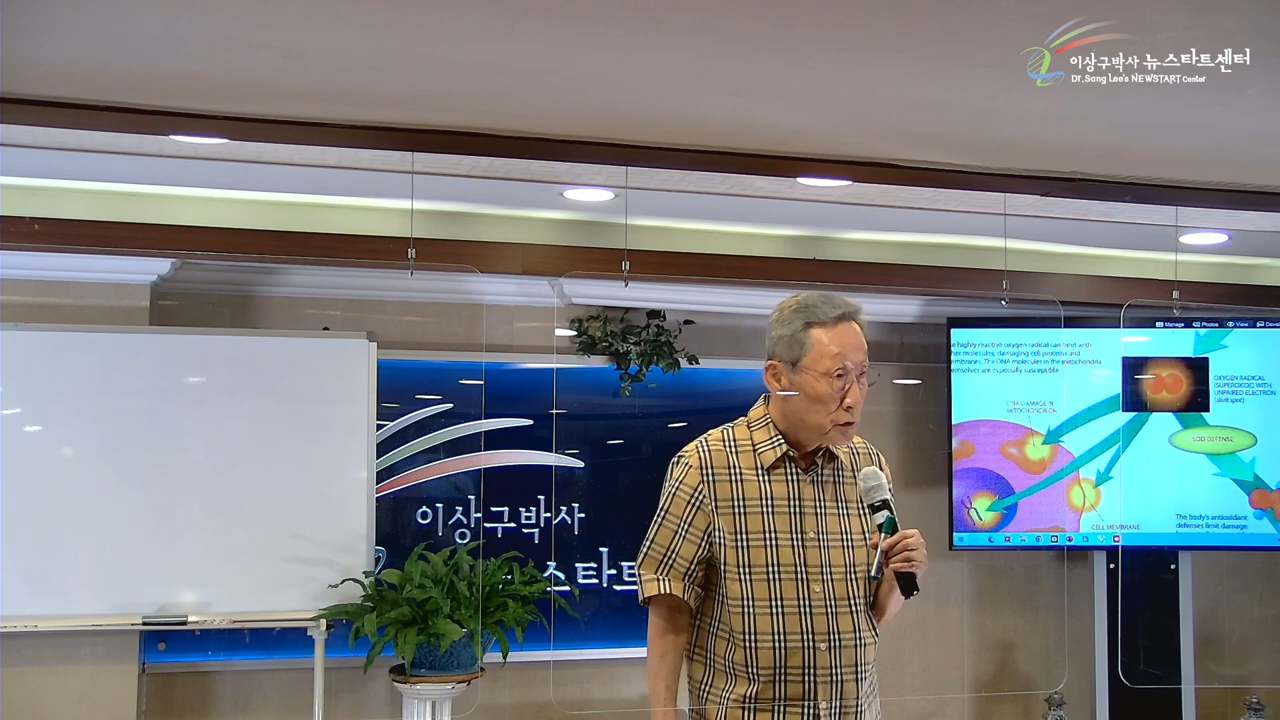 이상구박사 뉴스타트센터
Dr. Sang Lee's NEWSTART Center
Manage Photos View
highly reactive oxygen radical can bind with
molecules, damaging cell proteins and
The DNA molecules in the mitochondria
are especially susceptible.
OXYGEN RADICAL
(SUPEROXIDE) WITH
UNPAIRED ELECTRON
(dark spot)
DNA DAMAGE IN
MITOCHONDRION
SOD DEFENSE
CELL MEMBRANE
The body's antioxidant
defenses limit damage
이상구박사
스타트